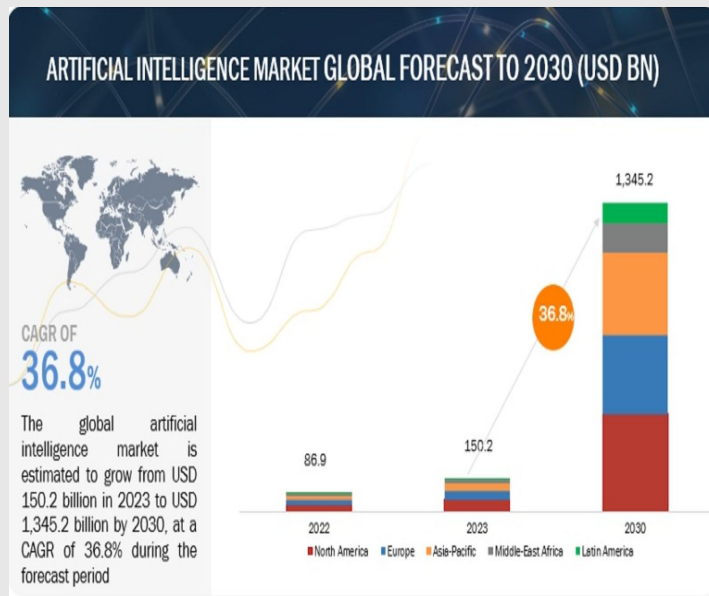 ARTIFICIAL INTELLIGENCE MARKET GLOBAL FORECAST TO 2030 (USD BN)
CAGR OF
36.8%
The global artificial
intelligence market is
estimated to grow from USD
150.2 billion in 2023 to USD
1,345.2 billion by 2030, at a
CAGR of 36.8% during the
forecast period
1,345.2
36.8%
150.2
86.9
2022 2023 2030
North America Europe Asia-Pacific Middle-East Africa Latin America